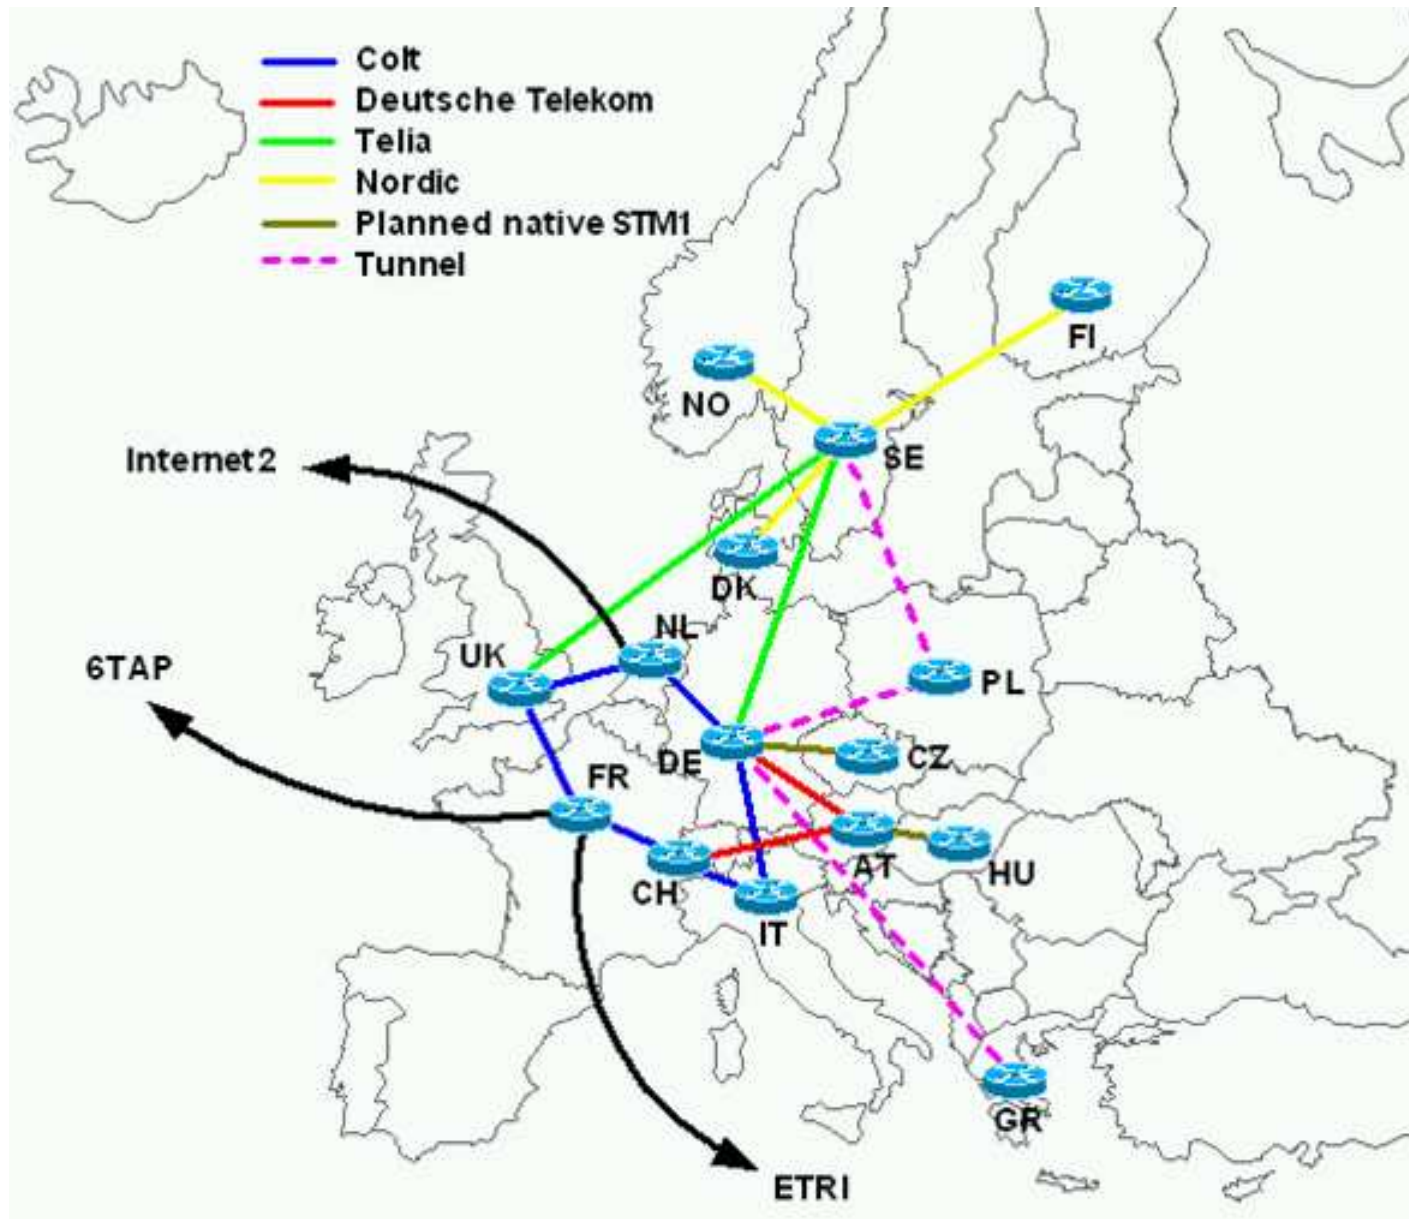 Colt
Deutsche Telekom
Telia
Nordic
Planned native STM1
Tunnel
FI
NO
SE
Internet2
DK
NL
UK
6TAP
PL
DE
CZ
FR
AT
HU
CH
IT
GR
ETRI